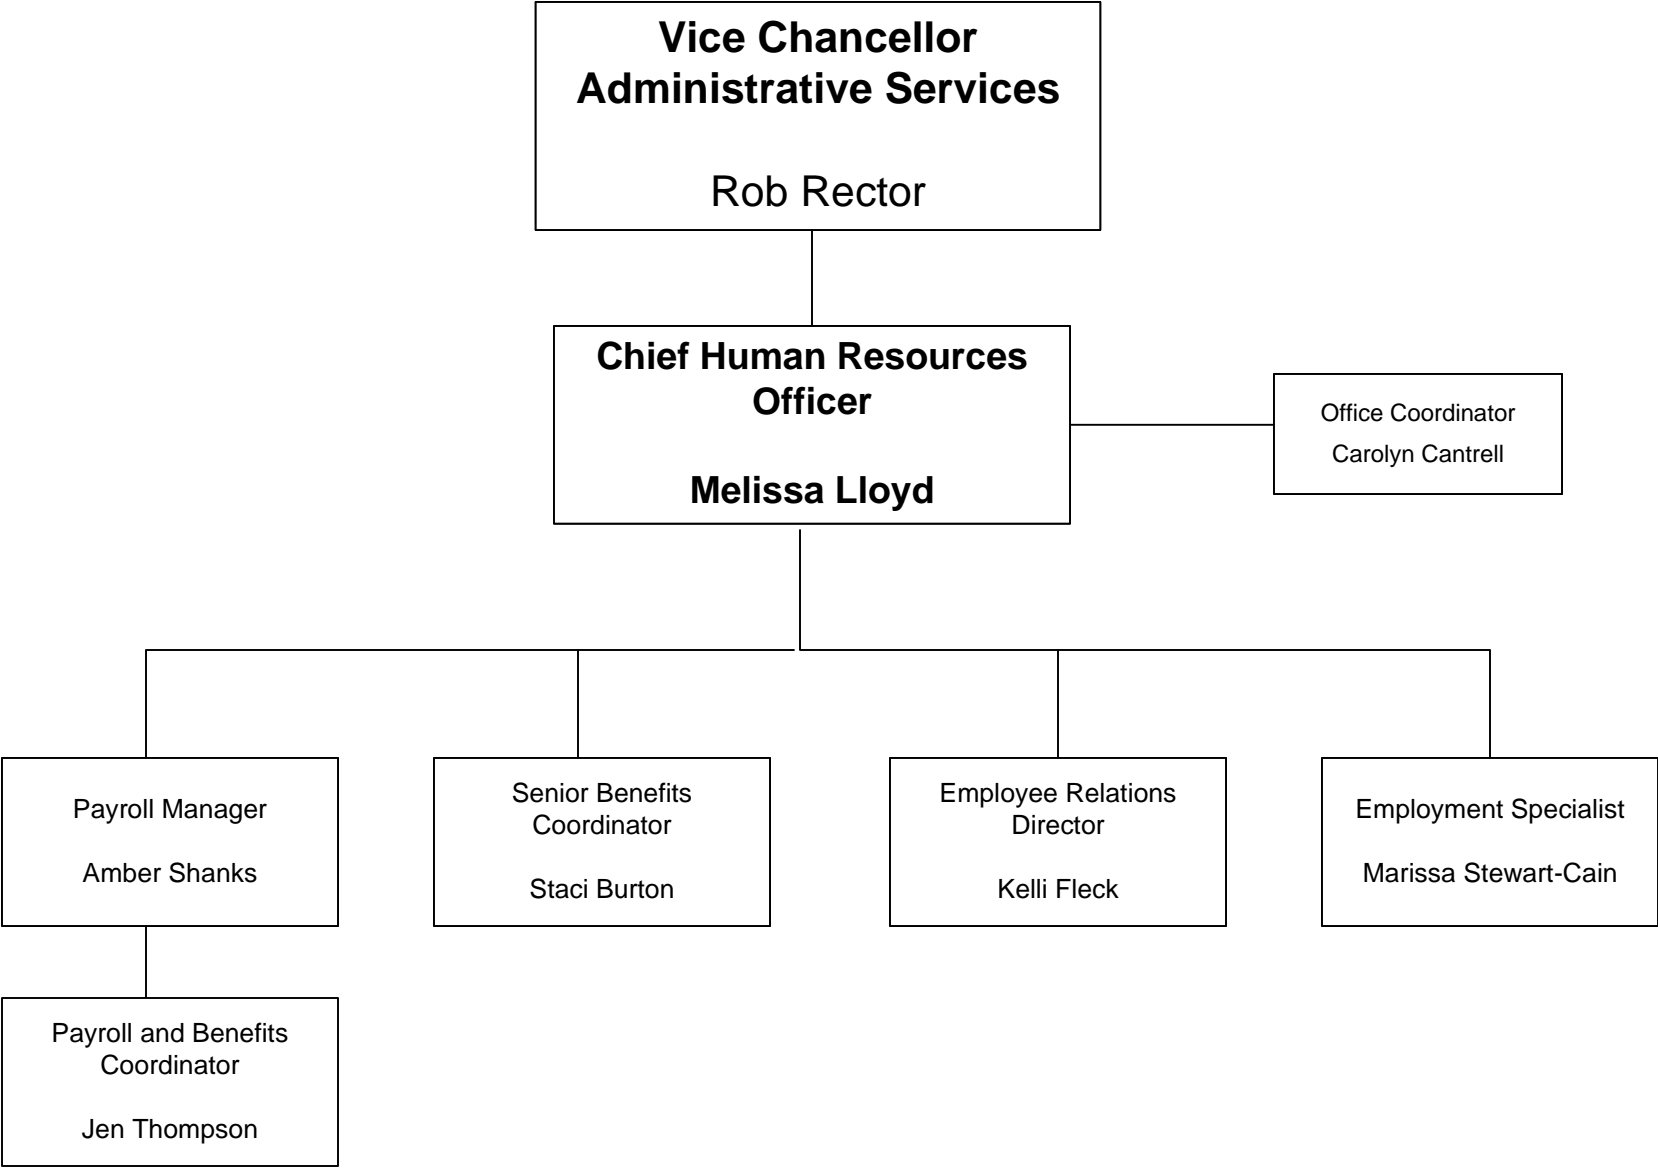 Vice Chancellor
Administrative Services
Rob Rector
Chief Human Resources
Officer
Melissa Lloyd
Office Coordinator
Carolyn Cantrell
Payroll Manager
Amber Shanks
Senior Benefits
Coordinator
Staci Burton
Employee Relations
Director
Kelli Fleck
Employment Specialist
Marissa Stewart-Cain
Payroll and Benefits
Coordinator
Jen Thompson